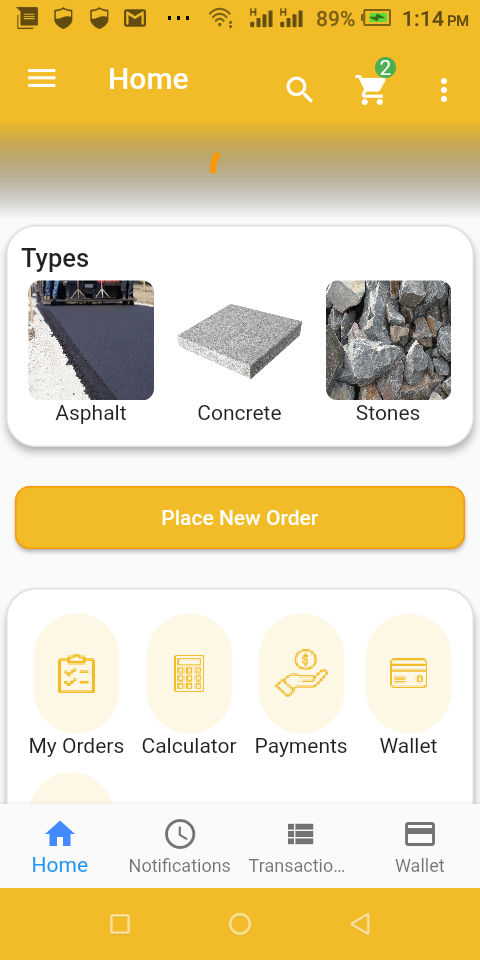 H H 89% 1:14 PM
Home 2
Types
Asphalt Concrete Stones
Place New Order
My Orders Calculator Payments Wallet
Home Notifications Transactio... Wallet